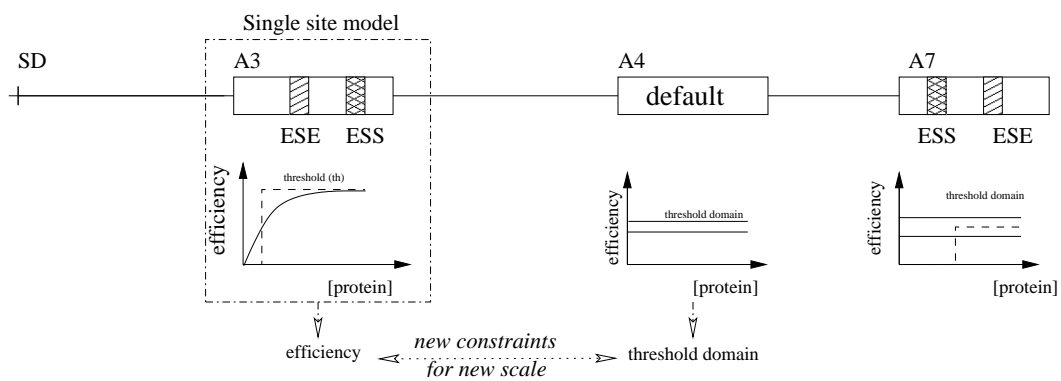 Single site model
SD
A3
A4
A7
default
ESE
ESS
ESS
ESE
efficiency
threshold (th)
[protein]
efficiency
threshold domain
[protein]
efficiency
threshold domain
[protein]
efficiency
new constraints
for new scale
threshold domain